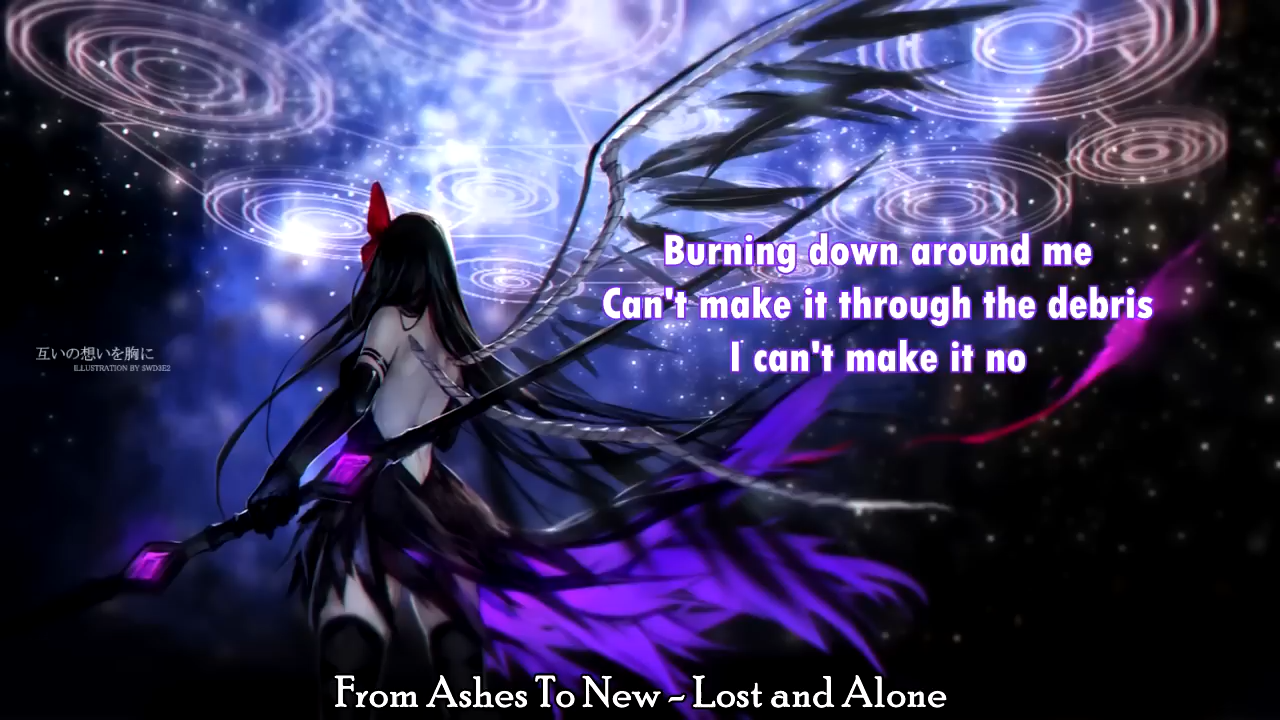 Burning down around me
Can't make it through the debris
I can't make it no
互いの想いを胸に
ILLUSTRATION BY SWD3E2
From Ashes To New - Lost and Alone